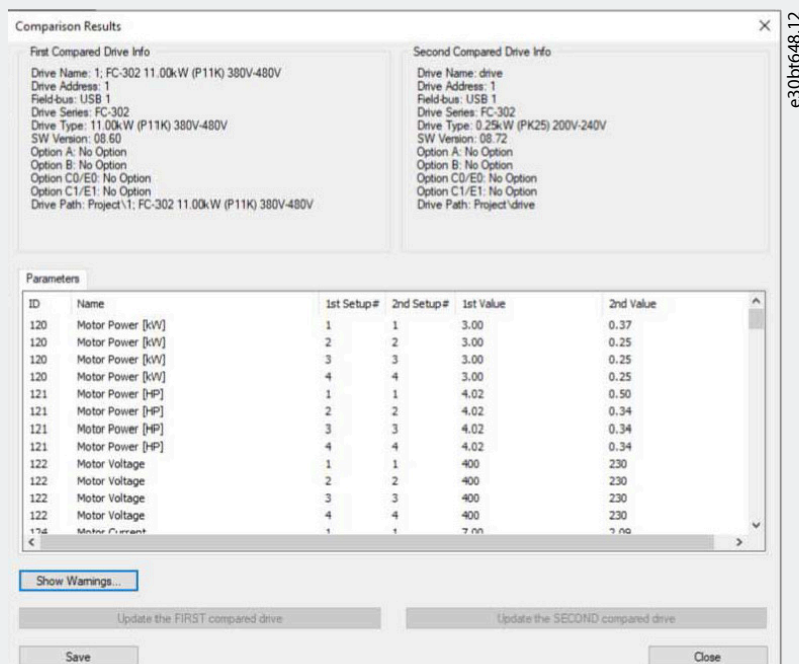 Comparison Results
First Compared Drive Info
Drive Name: 1; FC-302 11.00kW (P11K) 380V-480V
Drive Address: 1
Field-bus: USB 1
Drive Series: FC-302
Drive Type: 11.00kW (P11K) 380V-480V
SW Version: 08.60
Option A: No Option
Option B: No Option
Option C0/E0: No Option
Option C1/E1: No Option
Drive Path: Project\1; FC-302 11.00kW (P11K) 380V-480V
Second Compared Drive Info
Drive Name: drive
Drive Address: 1
Field-bus: USB 1
Drive Series: FC-302
Drive Type: 0.25kW (PK25) 200V-240V
SW Version: 08.72
Option A: No Option
Option B: No Option
Option C0/E0: No Option
Option C1/E1: No Option
Drive Path: Project\drive
Parameters
ID Name 1st Setup# 2nd Setup# 1st Value 2nd Value
120 Motor Power [kW] 1 1 3.00 0.37
120 Motor Power [kW] 2 2 3.00 0.25
120 Motor Power [kW] 3 3 3.00 0.25
120 Motor Power [kW] 4 4 3.00 0.25
121 Motor Power [HP] 1 1 4.02 0.50
121 Motor Power [HP] 2 2 4.02 0.34
121 Motor Power [HP] 3 3 4.02 0.34
121 Motor Power [HP] 4 4 4.02 0.34
122 Motor Voltage 1 1 400 230
122 Motor Voltage 2 2 400 230
122 Motor Voltage 3 3 400 230
122 Motor Voltage 4 4 400 230
124 Motor Current 1 1 7.00 2.09
Show Warnings...
Update the FIRST compared drive
Update the SECOND compared drive
Save
Close
e30bt648.12